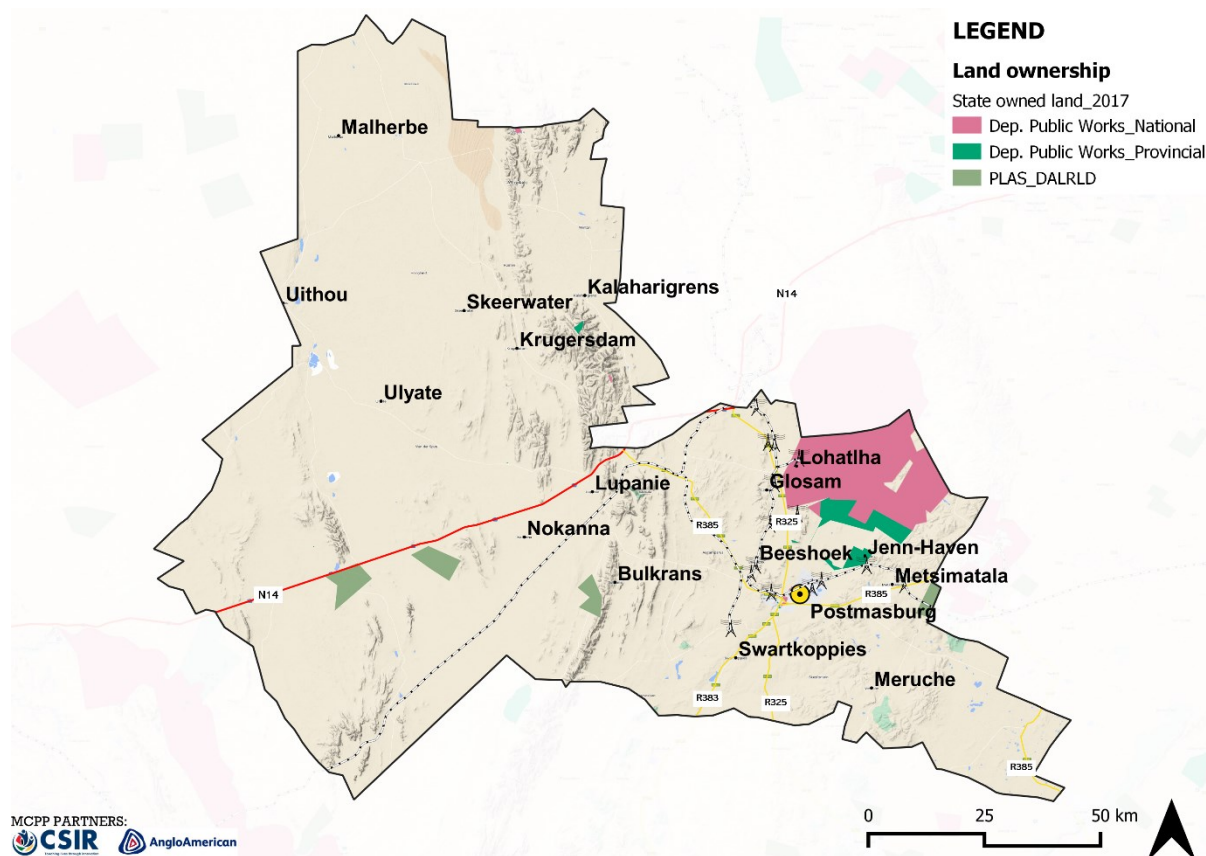 LEGEND
Land ownership
State owned land_2017
Dep. Public Works_National
Dep. Public Works_Provincial
PLAS_DALRLD
Malherbe
Uithou
Skeerwater
Kalaharigrens
N14
Krugersdam
Ulyate
Lohatlha
Glosam
Lupanie
R385
R325
Nokanna
Beeshoek
Jenn-Haven
Bulkrans
Metsimatala
R385
N14
Postmasburg
Swartkoppies
Meruche
R383
R325
R385
0 25 50 km
MCPP PARTNERS:
CSIR
AngloAmerican